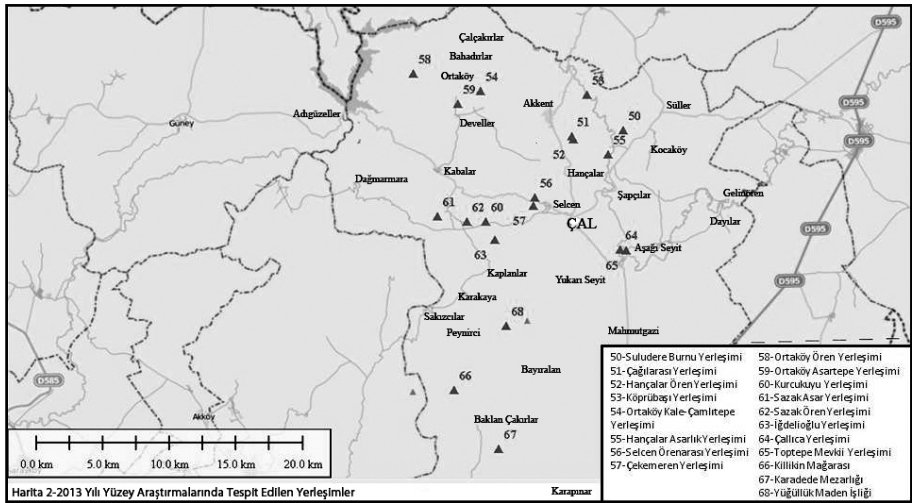 Çalçakırlar
D595
58
Bahadırlar
Ortaköy
54
59
53
Akkent
Süller
D595
Adıgüzeller
Güney
Develler
51
50
55
D595
52
Kocaköy
Hançalar
Kabalar
Dağmarmara
56
Şapçılar
Gelinören
61
62
60
57
Selcen
ÇAL
Dayılar
D595
64
Aşağı Seyit
65
63
Yukarı Seyit
Kaplanlar
D595
Karakaya
Sakızcılar
68
Peynirci
Mahmutgazi
Bayıralan
66
D585
Akköy
Baklan Çakırlar
67
50-Suludere Burnu Yerleşimi
51-Çağılarası Yerleşimi
52-Hançalar Ören Yerleşimi
53-Köprübaşı Yerleşimi
54-Ortaköy Kale-Çamlıtepe
Yerleşimi
55-Hançalar Asarlık Yerleşimi
56-Selcen Örenarası Yerleşimi
57-Çekemeren Yerleşimi
58-Ortaköy Ören Yerleşimi
59-Ortaköy Asartepe Yerleşimi
60-Kurcukuyu Yerleşimi
61-Sazak Asar Yerleşimi
62-Sazak Ören Yerleşimi
63-İğdelioğlu Yerleşimi
64-Çallıca Yerleşimi
65-Toptepe Mevkii Yerleşimi
66-Killikin Mağarası
67-Karadede Mezarlığı
68-Yüğüllük Maden İşliği
0.0 km 5.0 km 10.0 km 15.0 km 20.0 km
Harita 2-2013 Yılı Yüzey Araştırmalarında Tespit Edilen Yerleşimler
Karapınar